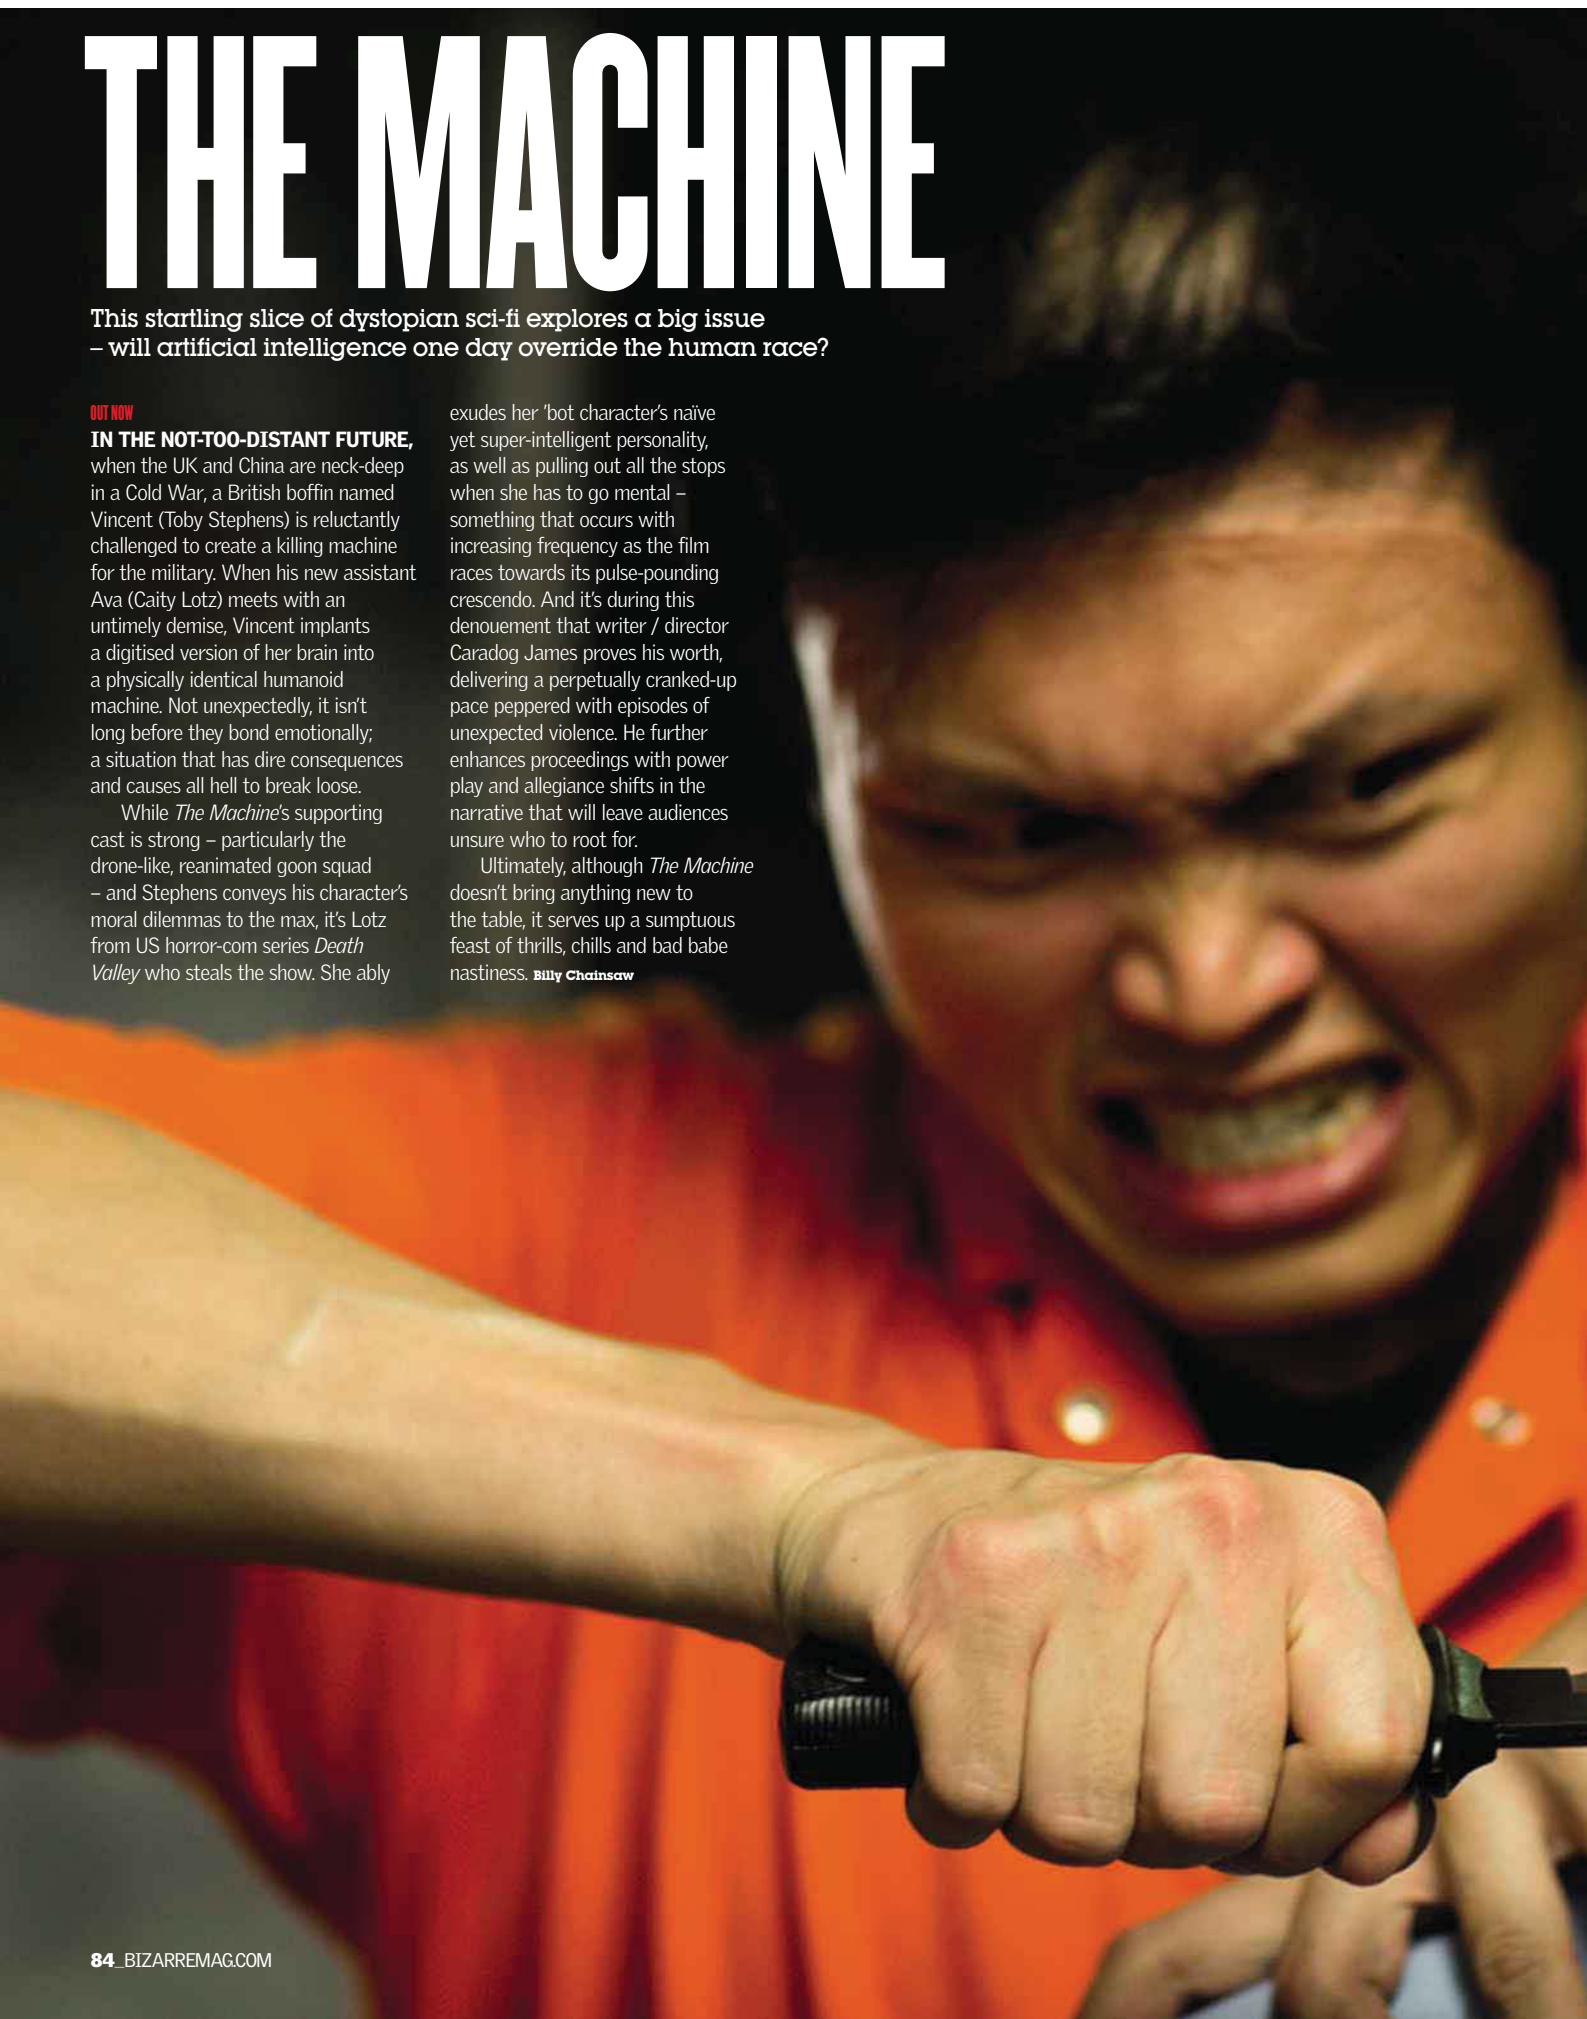 THE MACHINE
This startling slice of dystopian sci-fi explores a big issue
– will artificial intelligence one day override the human race?
OUT NOW
IN THE NOT-TOO-DISTANT FUTURE,
when the UK and China are neck-deep
in a Cold War, a British boffin named
Vincent (Toby Stephens) is reluctantly
challenged to create a killing machine
for the military. When his new assistant
Ava (Caity Lotz) meets with an
untimely demise, Vincent implants
a digitised version of her brain into
a physically identical humanoid
machine. Not unexpectedly, it isn't
long before they bond emotionally;
a situation that has dire consequences
and causes all hell to break loose.
While The Machine's supporting
cast is strong – particularly the
drone-like, reanimated goon squad
– and Stephens conveys his character's
moral dilemmas to the max, it's Lotz
from US horror-com series Death
Valley who steals the show. She ably
exudes her 'bot character's naïve
yet super-intelligent personality,
as well as pulling out all the stops
when she has to go mental –
something that occurs with
increasing frequency as the film
races towards its pulse-pounding
crescendo. And it's during this
denouement that writer / director
Caradog James proves his worth,
delivering a perpetually cranked-up
pace peppered with episodes of
unexpected violence. He further
enhances proceedings with power
play and allegiance shifts in the
narrative that will leave audiences
unsure who to root for.
Ultimately, although The Machine
doesn't bring anything new to
the table, it serves up a sumptuous
feast of thrills, chills and bad babe
nastiness. Billy Chainsaw
84_BIZARREMAG.COM